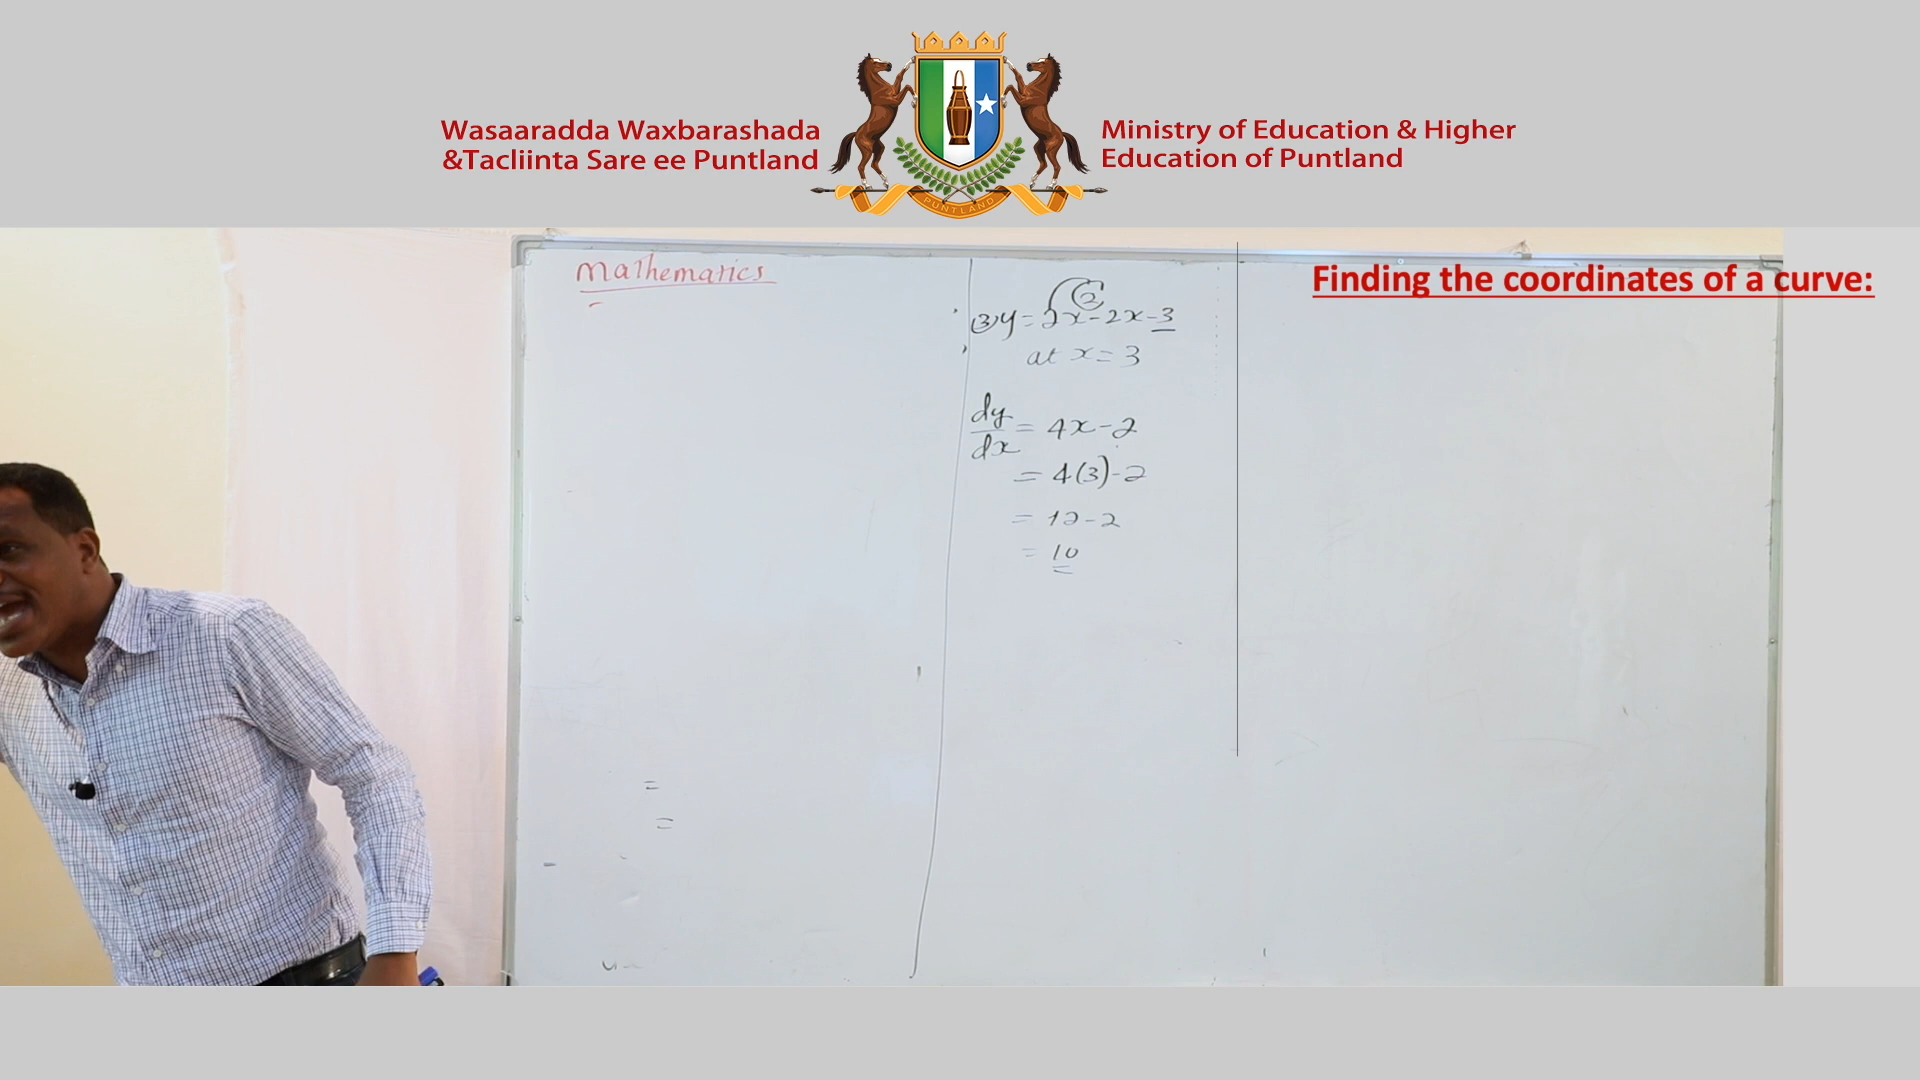 Wasaaradda Waxbarashada
&Tacliinta Sare ee Puntland
Ministry of Education & Higher
Education of Puntland
PUNTLAND
Mathematics
(3) y = 2x² - 2x - 3
at x = 3
dy/dx = 4x - 2
= 4(3) - 2
= 12 - 2
= 10
=
=
Finding the coordinates of a curve: